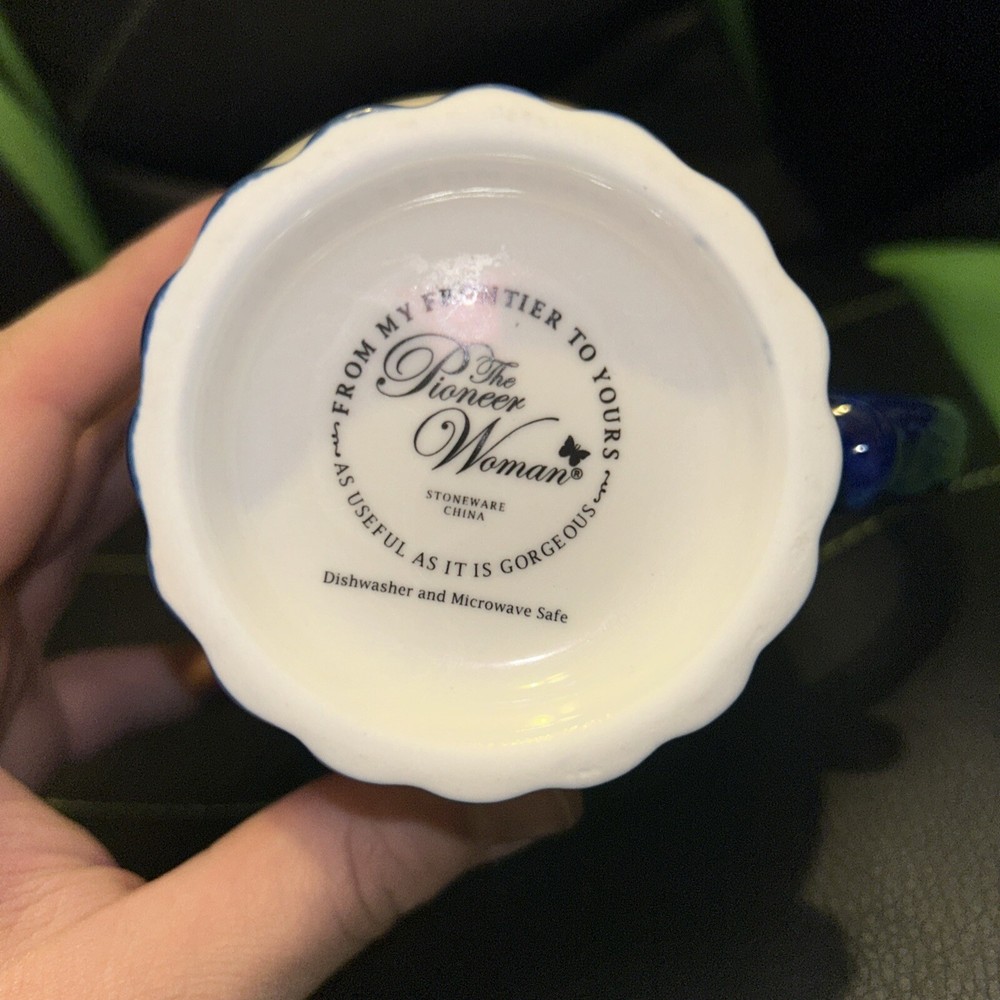 FROM MY FRONTIER TO YOURS
The
Pioneer
Woman®
STONEWARE
CHINA
AS USEFUL AS IT IS GORGEOUS
Dishwasher and Microwave Safe